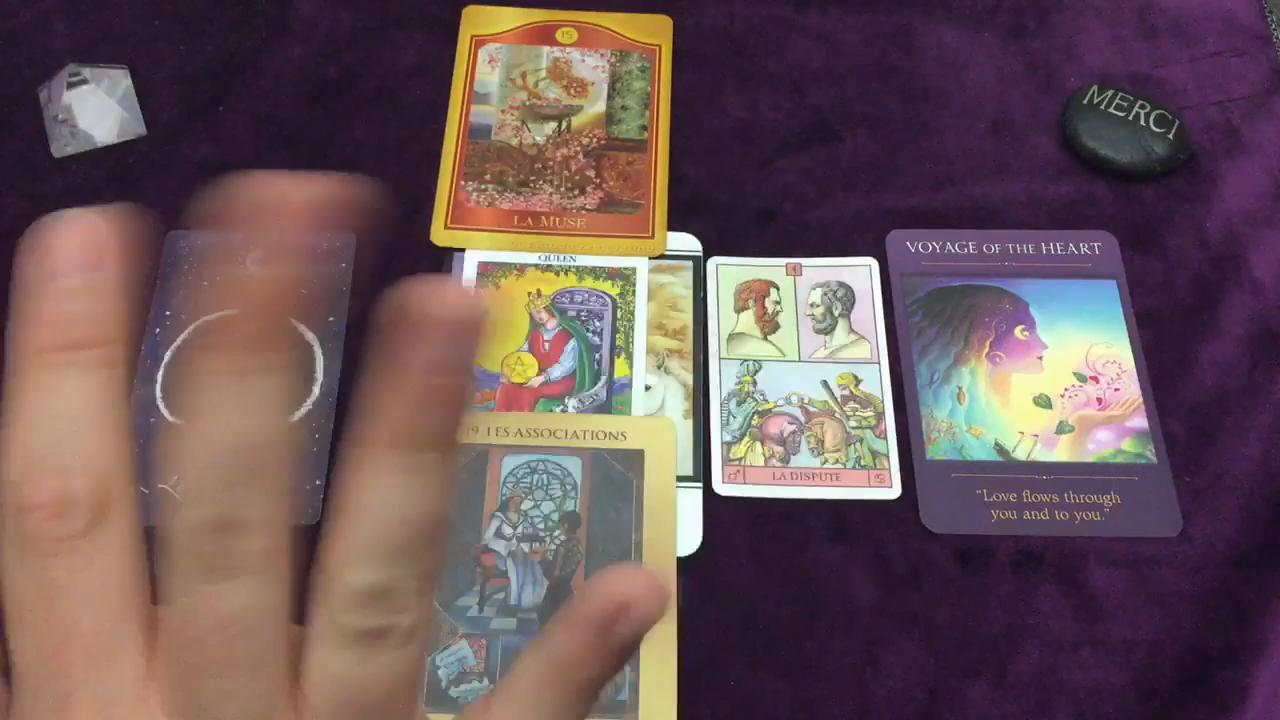 15
LA MUSE
MERCI
QUEEN
VOYAGE OF THE HEART
LA DISPUTE
19 LES ASSOCIATIONS
"Love flows through
you and to you."